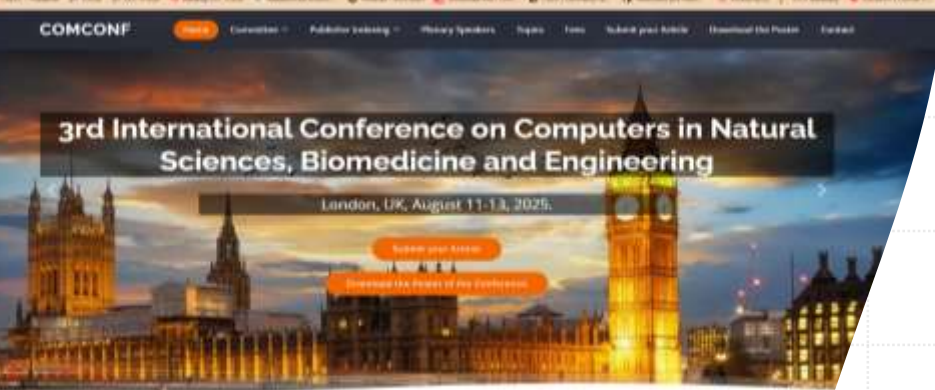 COMCONF
Home Committee Publisher Indexing Plenary Speakers Topics Fees Submit your Article Download the Poster Contact
3rd International Conference on Computers in Natural
Sciences, Biomedicine and Engineering
London, UK, August 11-13, 2025.
Submit your Article
Download the Poster of the Conference